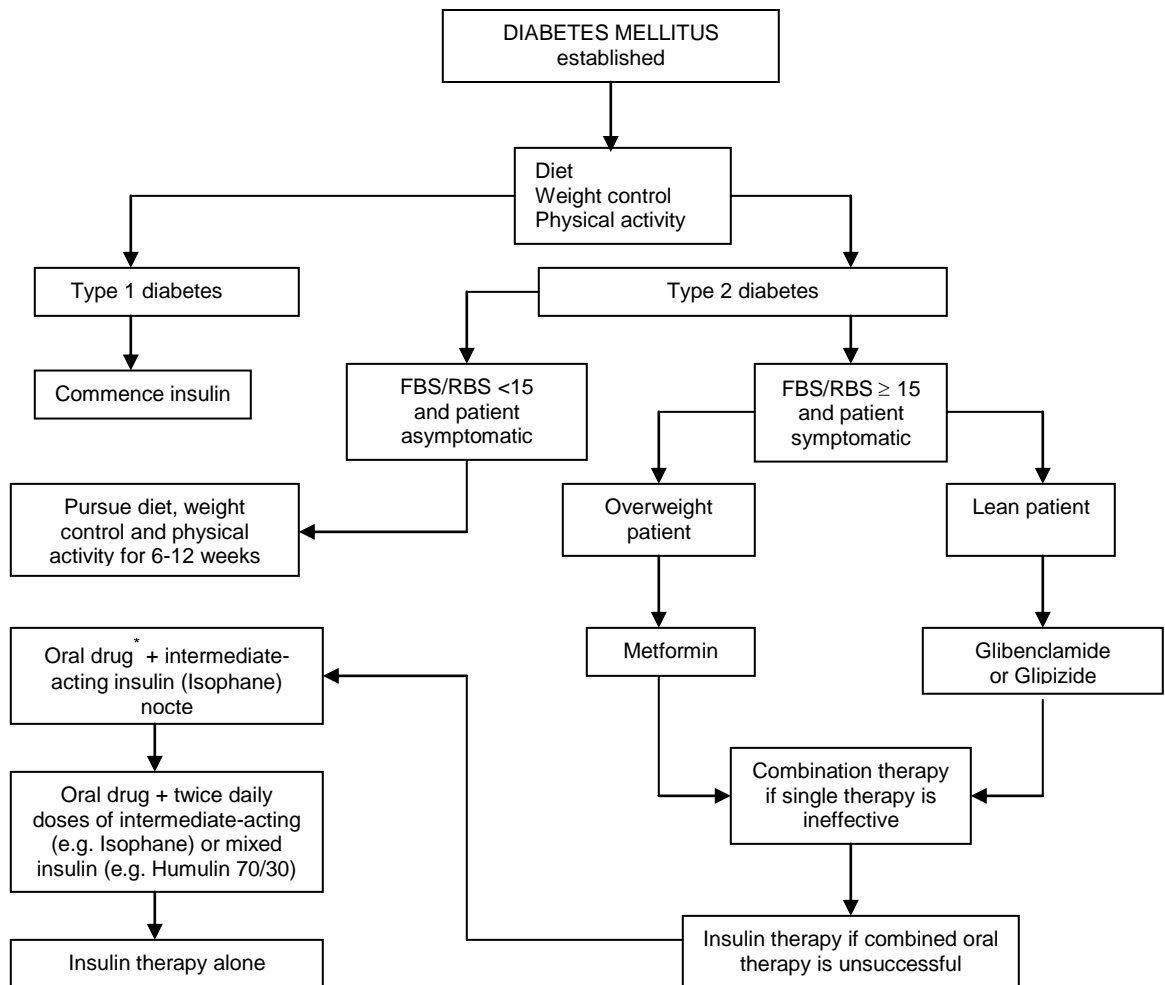 DIABETES MELLITUS
established
Diet
Weight control
Physical activity
Type 1 diabetes
Type 2 diabetes
Commence insulin
FBS/RBS <15
and patient
asymptomatic
FBS/RBS ≥ 15
and patient
symptomatic
Pursue diet, weight
control and physical
activity for 6-12 weeks
Overweight
patient
Lean patient
Oral drug* + intermediate-
acting insulin (Isophane)
nocte
Metformin
Glibenclamide
or Glipizide
Oral drug + twice daily
doses of intermediate-acting
(e.g. Isophane) or mixed
insulin (e.g. Humulin 70/30)
Combination therapy
if single therapy is
ineffective
Insulin therapy alone
Insulin therapy if combined oral
therapy is unsuccessful